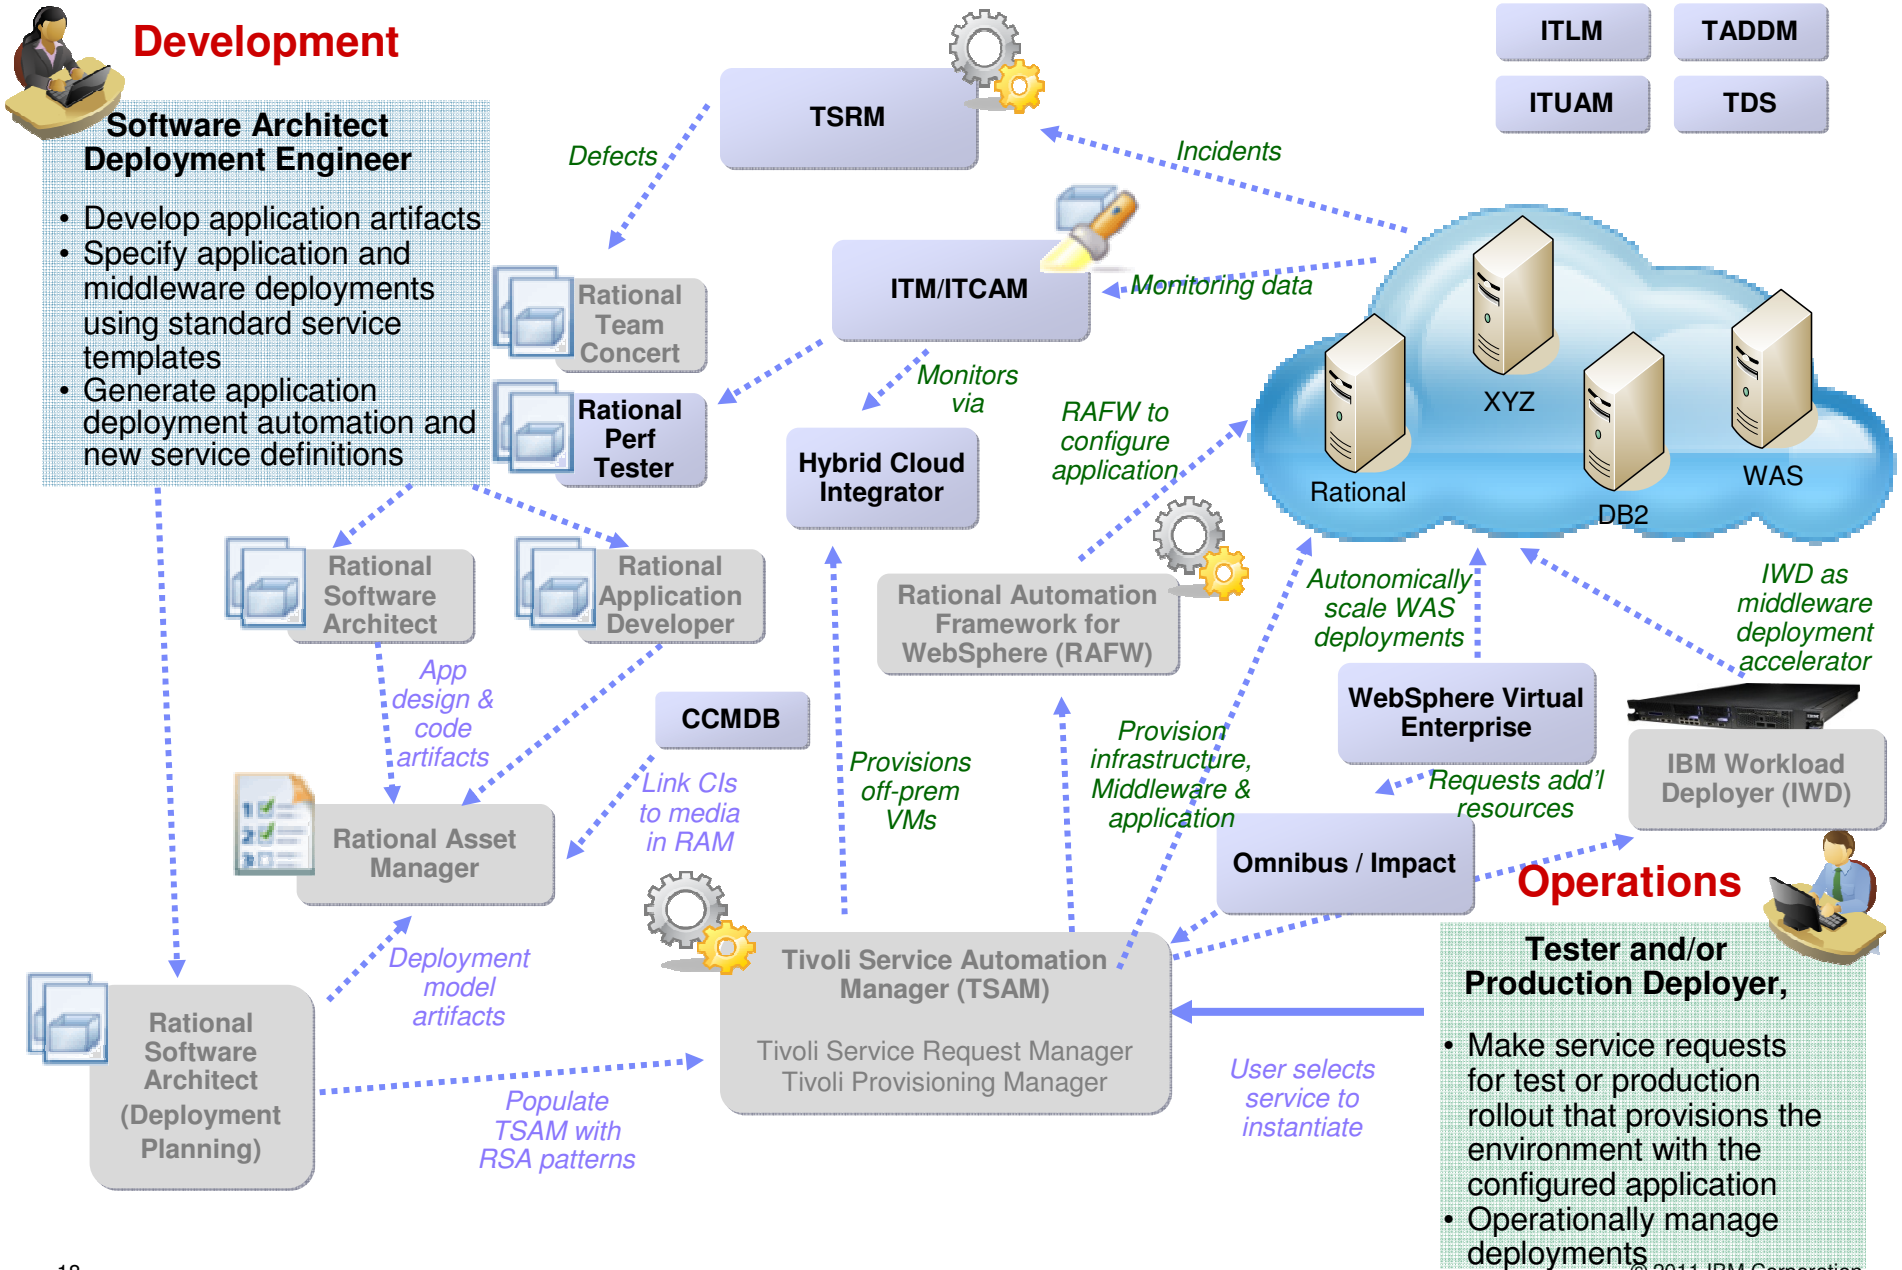 Development
Software Architect
Deployment Engineer
• Develop application artifacts
• Specify application and
middleware deployments
using standard service
templates
• Generate application
deployment automation and
new service definitions
TSRM
ITLM
TADDM
ITUAM
TDS
Defects
Incidents
ITM/ITCAM
Monitoring data
Rational
Team
Concert
Rational
Perf
Tester
Monitors
via
Hybrid Cloud
Integrator
RAFW to
configure
application
Rational
XYZ
DB2
WAS
Rational
Software
Architect
Rational
Application
Developer
Rational Automation
Framework for
WebSphere (RAFW)
Autonomically
scale WAS
deployments
IWD as
middleware
deployment
accelerator
App
design &
code
artifacts
CCMDB
Link CIs
to media
in RAM
Provisions
off-prem
VMs
Provision
infrastructure,
Middleware &
application
WebSphere Virtual
Enterprise
Requests add'l
resources
IBM Workload
Deployer (IWD)
Rational Asset
Manager
Omnibus / Impact
Operations
Deployment
model
artifacts
Tivoli Service Automation
Manager (TSAM)
Tivoli Service Request Manager
Tivoli Provisioning Manager
Tester and/or
Production Deployer,
• Make service requests
for test or production
rollout that provisions the
environment with the
configured application
• Operationally manage
deployments
Rational
Software
Architect
(Deployment
Planning)
Populate
TSAM with
RSA patterns
User selects
service to
instantiate
© 2011 IBM Corporation